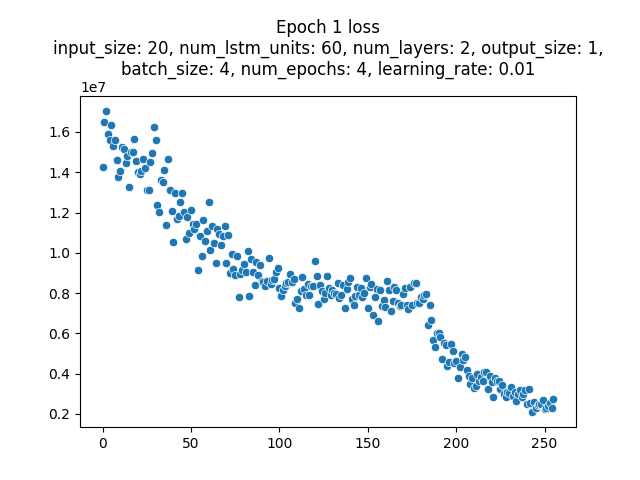 Epoch 1 loss
input_size: 20, num_lstm_units: 60, num_layers: 2, output_size: 1,
batch_size: 4, num_epochs: 4, learning_rate: 0.01
1e7
1.6
1.4
1.2
1.0
0.8
0.6
0.4
0.2
0 50 100 150 200 250